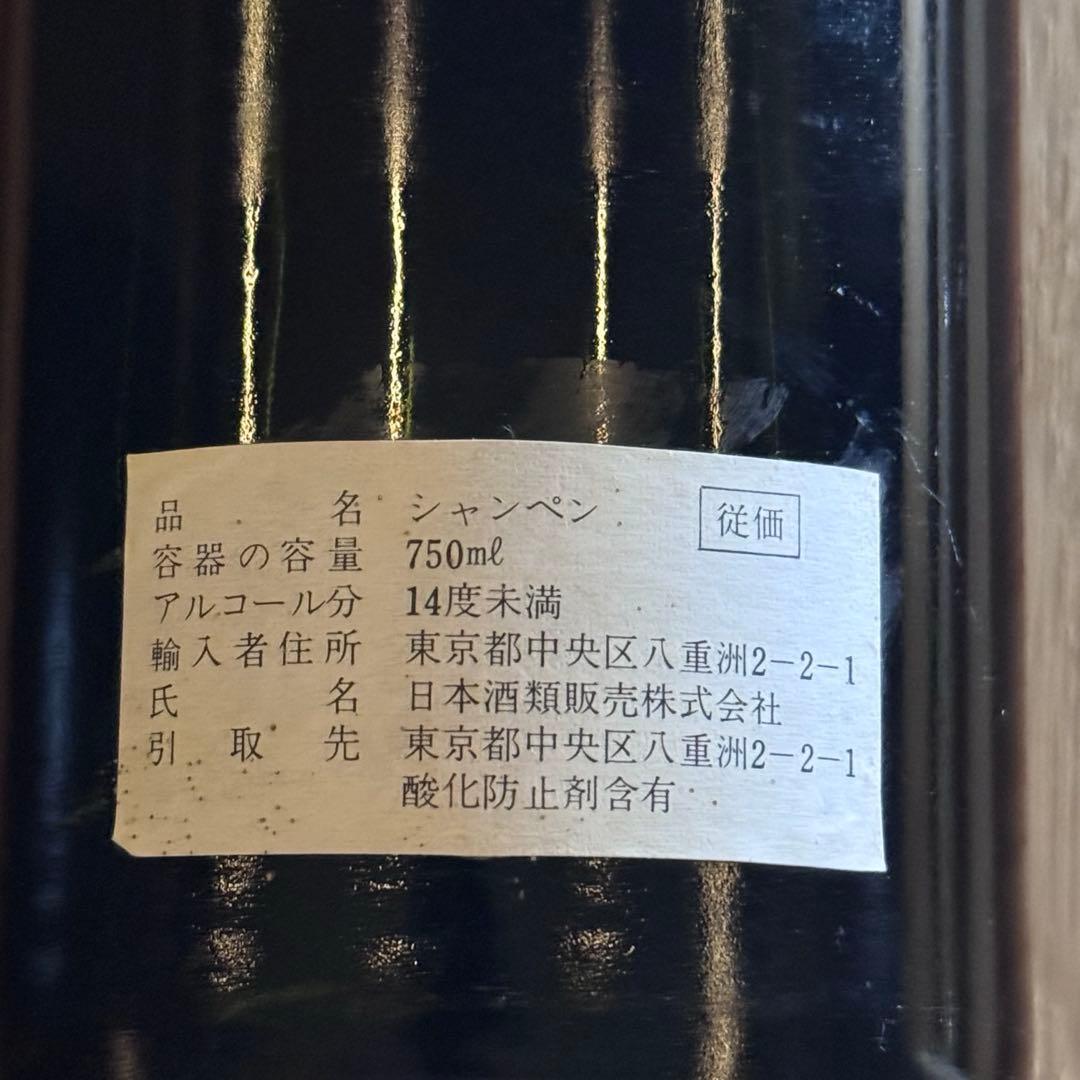 品名 シャンペン 従価
容器の容量 750mℓ
アルコール分 14度未満
輸入者住所 東京都中央区八重洲2-2-1
氏名 日本酒類販売株式会社
引取先 東京都中央区八重洲2-2-1
酸化防止剤含有